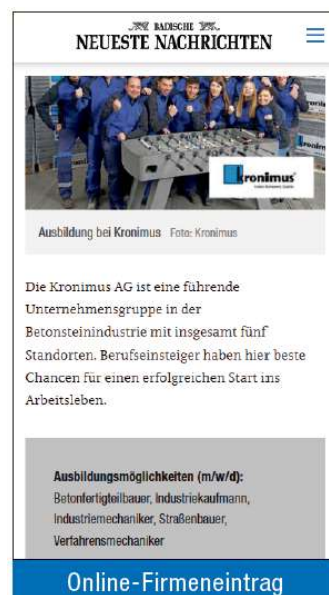 BADISCHE
NEUESTE NACHRICHTEN
kronimus
Ausbildung bei Kronimus Foto: Kronimus
Die Kronimus AG ist eine führende
Unternehmensgruppe in der
Betonsteinindustrie mit insgesamt fünf
Standorten. Berufseinsteiger haben hier beste
Chancen für einen erfolgreichen Start ins
Arbeitsleben.
Ausbildungsmöglichkeiten (m/w/d):
Betonfertigteilbauer, Industriekaufmann,
Industriemechaniker, Straßenbauer,
Verfahrensmechaniker
Online-Firmeneintrag